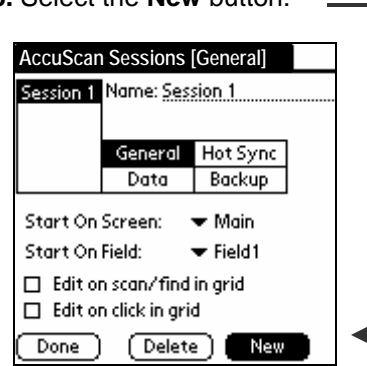 Select the New button.
AccuScan Sessions [General]
Session 1 Name: Session 1
General Hot Sync
Data Backup
Start On Screen: Main
Start On Field: Field1
Edit on scan/find in grid
Edit on click in grid
Done Delete New